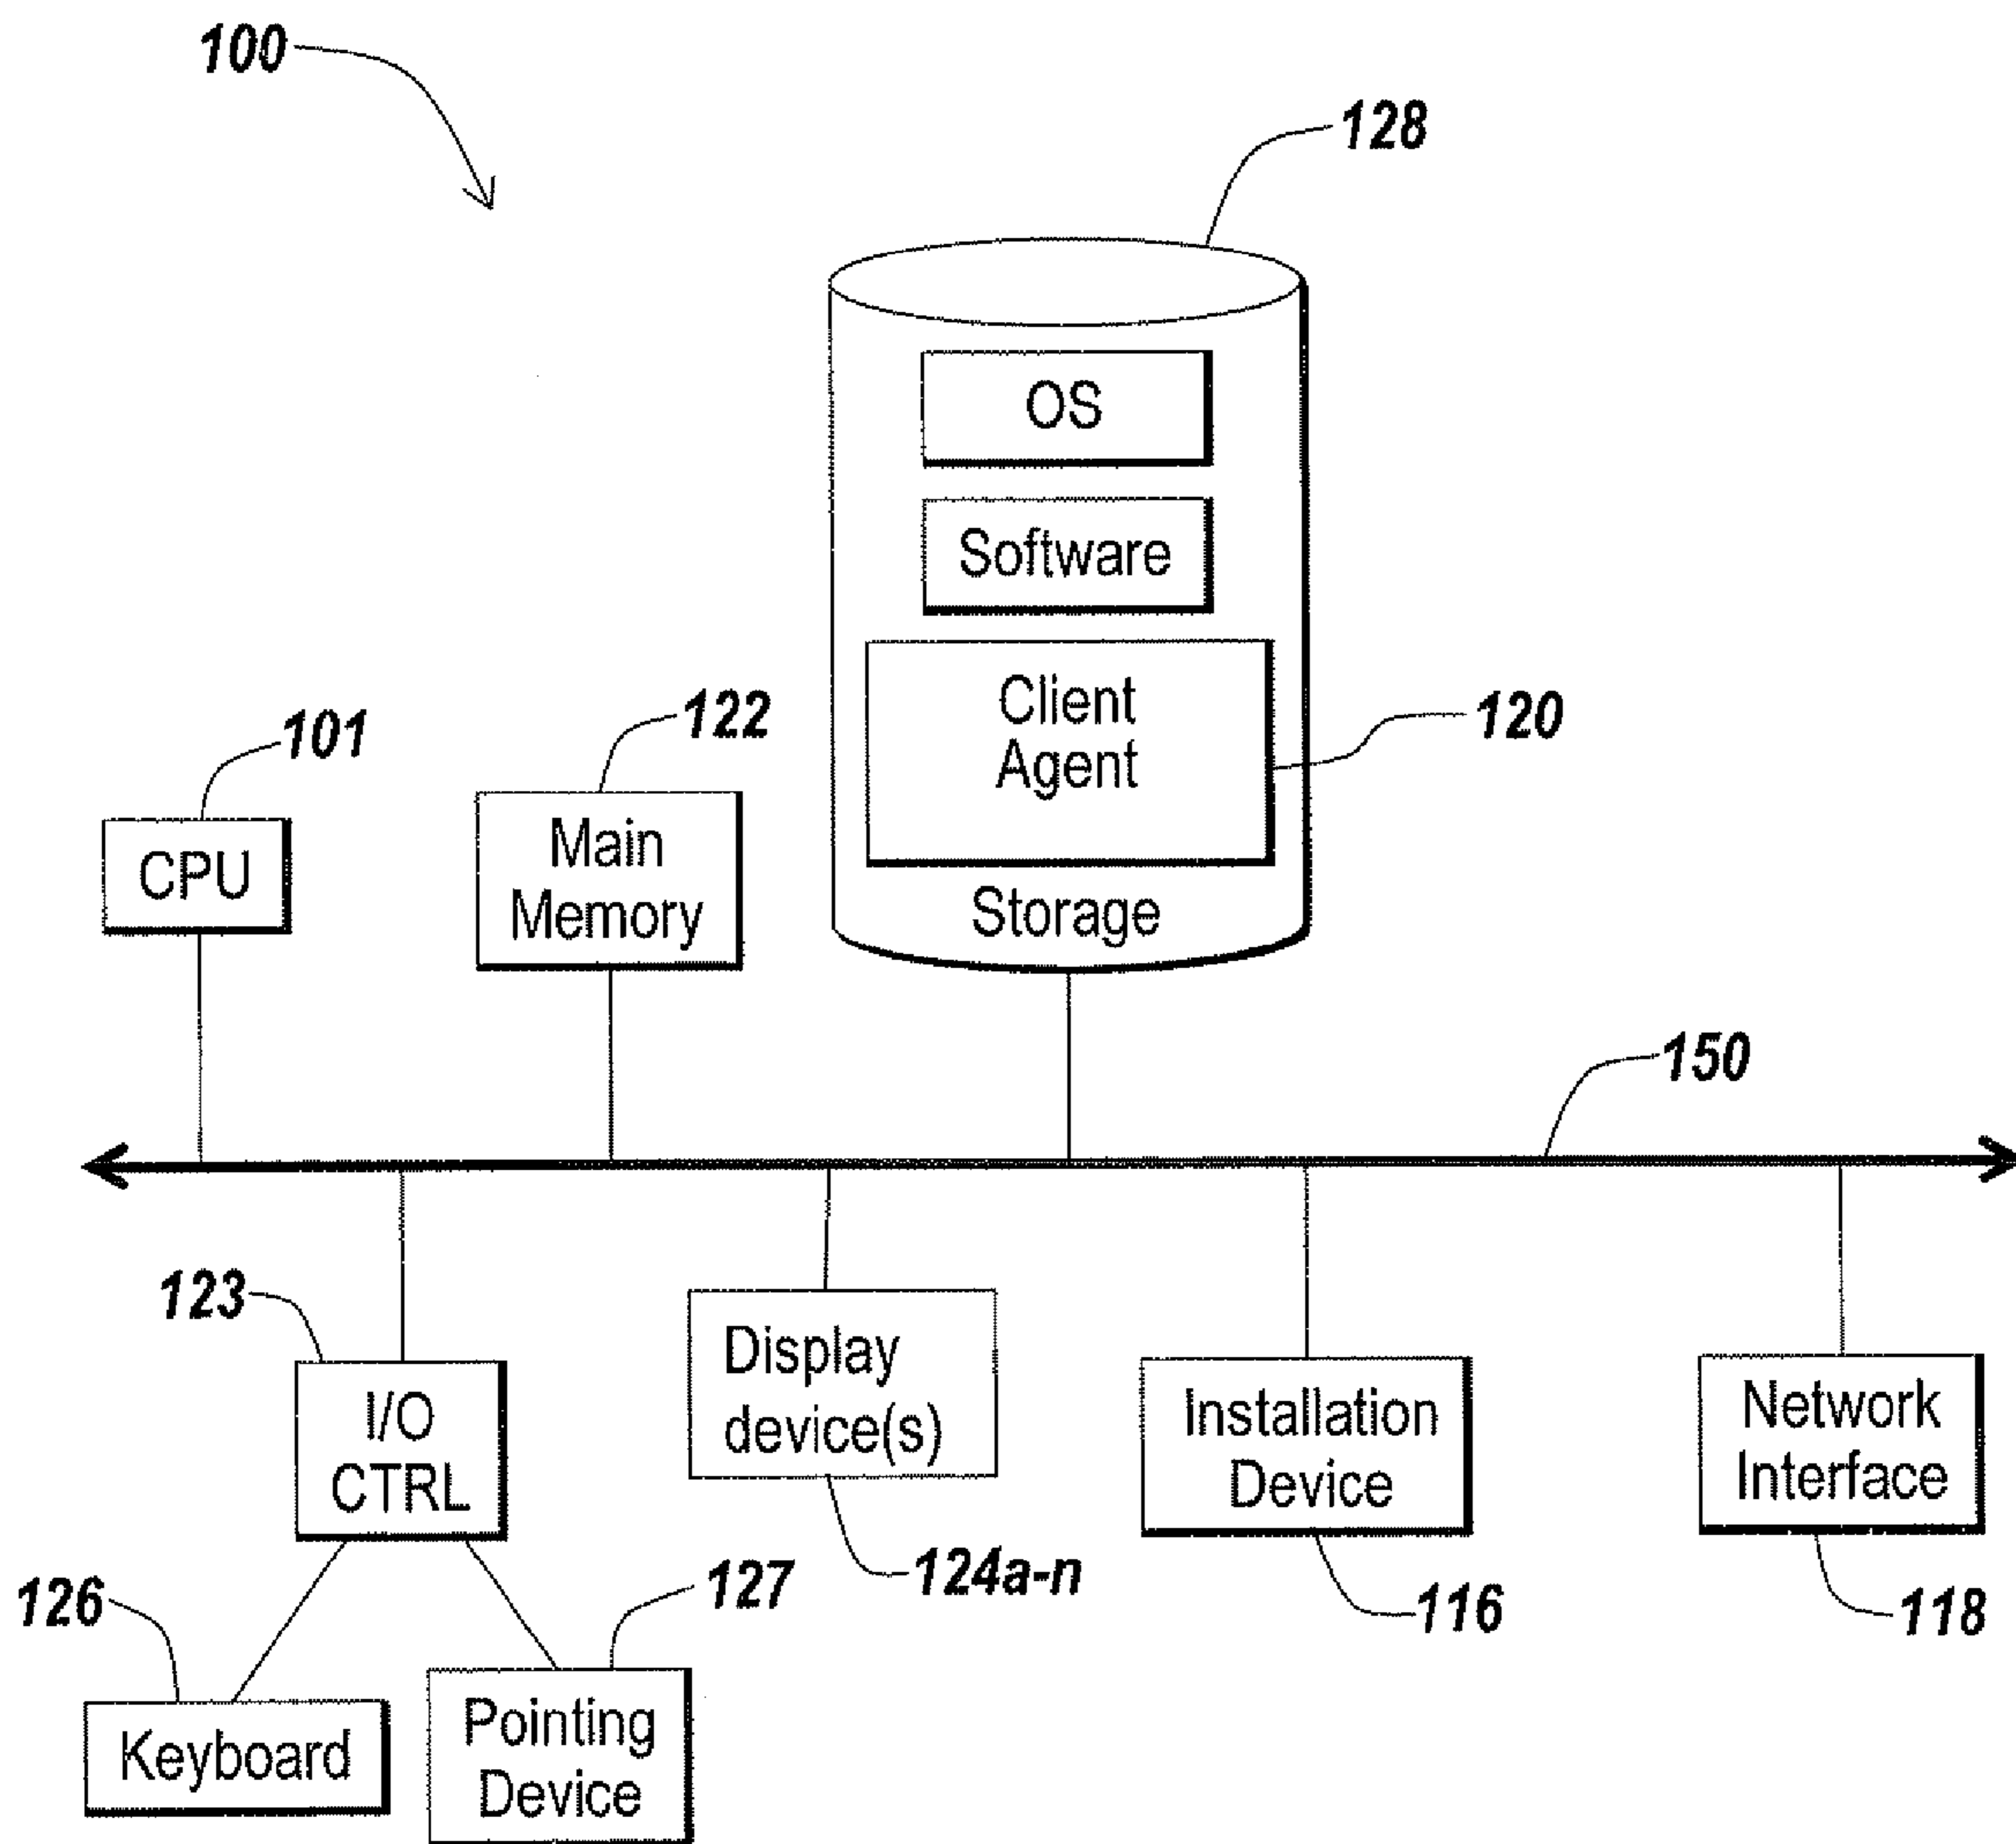 100
128
OS
Software
Client
Agent
120
Storage
101
CPU
122
Main
Memory
150
123
I/O
CTRL
Display
device(s)
124a-n
Installation
Device
116
Network
Interface
118
126
Keyboard
127
Pointing
Device